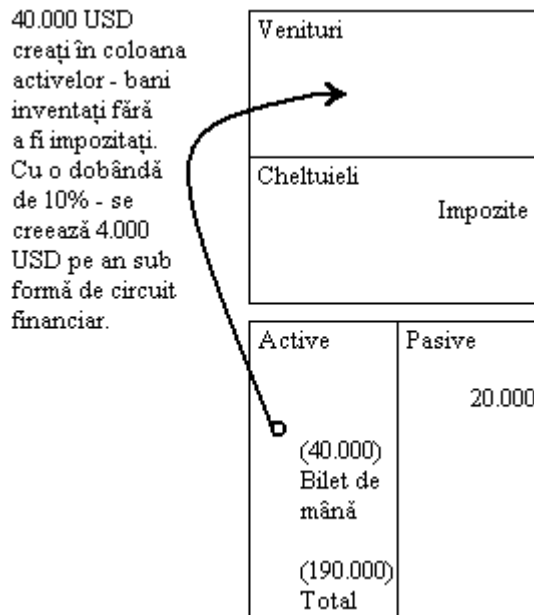 40.000 USD
creați în coloana
activelor - bani
inventați fără
a fi impozitați.
Cu o dobândă
de 10% - se
creează 4.000
USD pe an sub
formă de circuit
financiar.
Venituri
Cheltuieli
Impozite
Active
Pasive
20.000
(40.000)
Bilet de
mână
(190.000)
Total